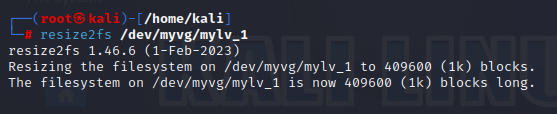 ┌──(root㉿kali)-[/home/kali]
└─# resize2fs /dev/myvg/mylv_1
resize2fs 1.46.6 (1-Feb-2023)
Resizing the filesystem on /dev/myvg/mylv_1 to 409600 (1k) blocks.
The filesystem on /dev/myvg/mylv_1 is now 409600 (1k) blocks long.
KALI LINU